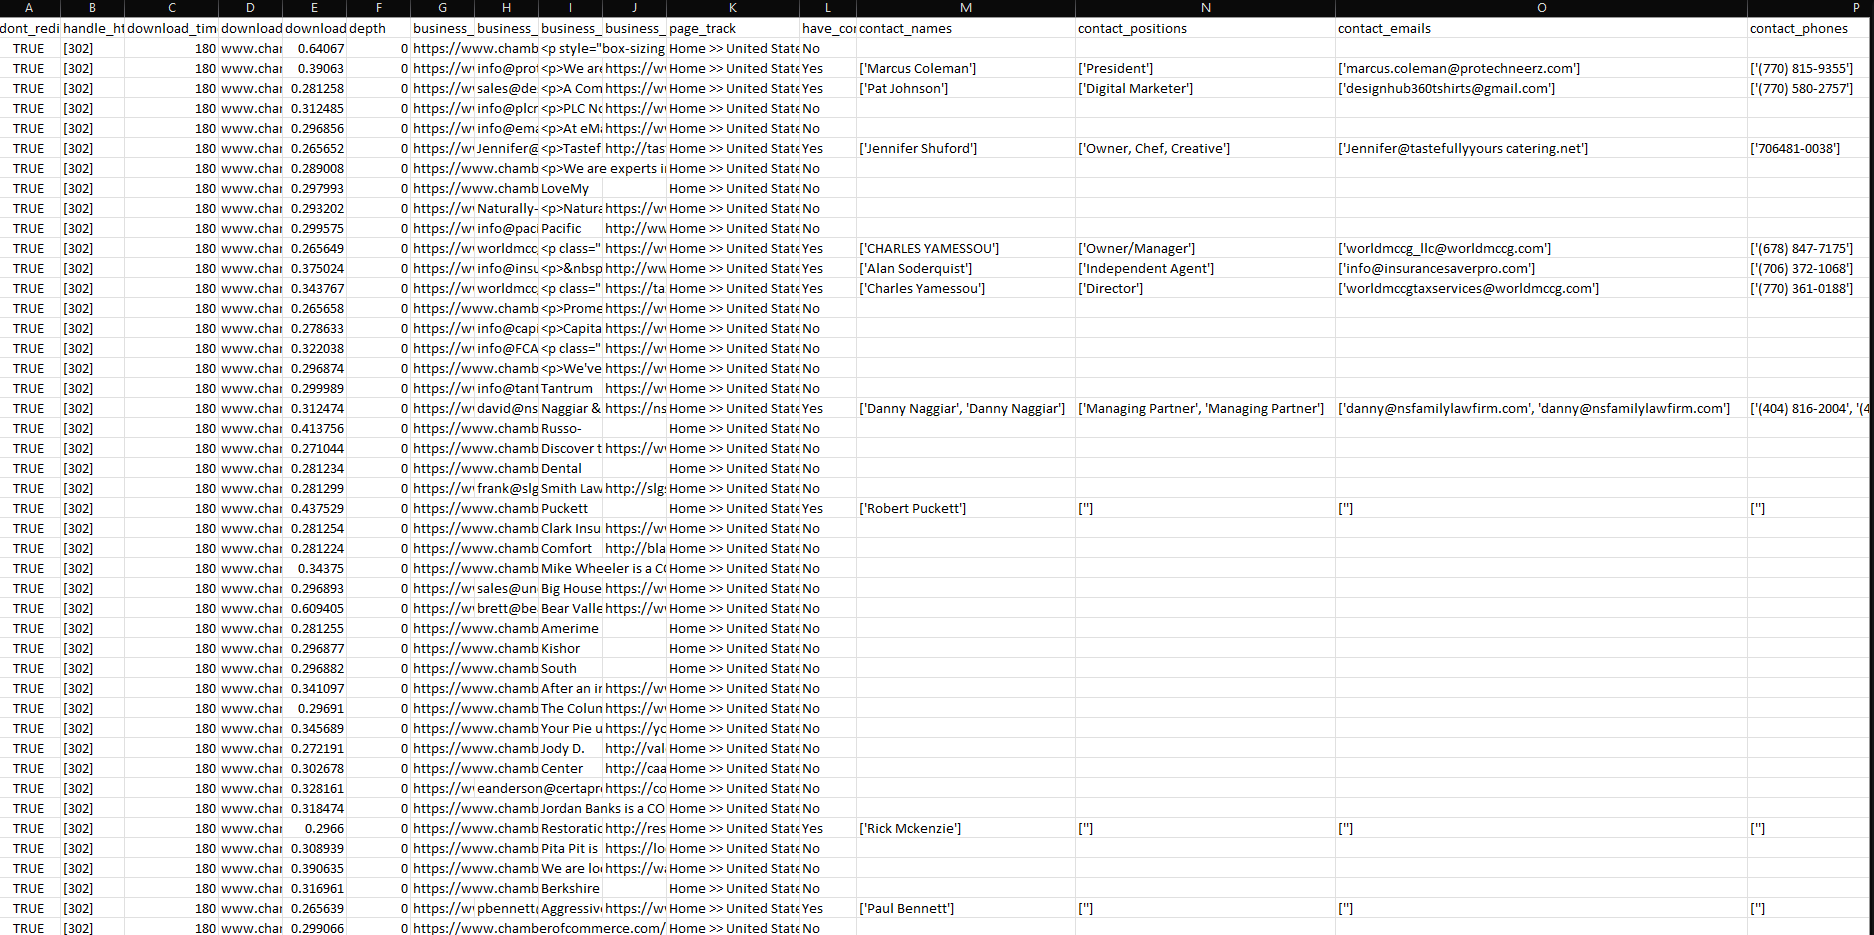 A B C D E F G H I J K L M N O P
dont_redi handle_ht download_tim download download depth business_ business_ business_ business_ page_track have_cor contact_names contact_positions contact_emails contact_phones
TRUE [302] 180 www.char 0.64067 0 https://www.chamb <p style="box-sizing Home >> United State No
TRUE [302] 180 www.char 0.39063 0 https://w info@prot <p>We are https://w Home >> United State Yes ['Marcus Coleman'] ['President'] ['marcus.coleman@protechneerz.com'] ['(770) 815-9355']
TRUE [302] 180 www.char 0.281258 0 https://w sales@de <p>A Com https://w Home >> United State Yes ['Pat Johnson'] ['Digital Marketer'] ['designhub360tshirts@gmail.com'] ['(770) 580-2757']
TRUE [302] 180 www.char 0.312485 0 https://w info@plcr <p>PLC No https://w Home >> United State No
TRUE [302] 180 www.char 0.296856 0 https://w info@ema <p>At eMa https://w Home >> United State No
TRUE [302] 180 www.char 0.265652 0 https://w Jennifer@ <p>Tastef http://tas Home >> United State Yes ['Jennifer Shuford'] ['Owner, Chef, Creative'] ['Jennifer@tastefullyyours catering.net'] ['706481-0038']
TRUE [302] 180 www.char 0.289008 0 https://www.chamb <p>We are experts i Home >> United State No
TRUE [302] 180 www.char 0.297993 0 https://www.chamb LoveMy Home >> United State No
TRUE [302] 180 www.char 0.293202 0 https://w Naturally- <p>Natura https://w Home >> United State No
TRUE [302] 180 www.char 0.299575 0 https://w info@paci Pacific http://ww Home >> United State No
TRUE [302] 180 www.char 0.265649 0 https://w worldmcc <p class=" https://w Home >> United State Yes ['CHARLES YAMESSOU'] ['Owner/Manager'] ['worldmccg_llc@worldmccg.com'] ['(678) 847-7175']
TRUE [302] 180 www.char 0.375024 0 https://w info@insu <p>&nbsp http://ww Home >> United State Yes ['Alan Soderquist'] ['Independent Agent'] ['info@insurancesaverpro.com'] ['(706) 372-1068']
TRUE [302] 180 www.char 0.343767 0 https://w worldmcc <p class=" https://ta Home >> United State Yes ['Charles Yamessou'] ['Director'] ['worldmccgtaxservices@worldmccg.com'] ['(770) 361-0188']
TRUE [302] 180 www.char 0.265658 0 https://www.chamb <p>Prome https://w Home >> United State No
TRUE [302] 180 www.char 0.278633 0 https://w info@capi <p>Capita https://w Home >> United State No
TRUE [302] 180 www.char 0.322038 0 https://w info@FCA <p class=" https://w Home >> United State No
TRUE [302] 180 www.char 0.296874 0 https://www.chamb <p>We've https://w Home >> United State No
TRUE [302] 180 www.char 0.299989 0 https://w info@tant Tantrum https://w Home >> United State No
TRUE [302] 180 www.char 0.312474 0 https://w david@ns Naggiar & https://ns Home >> United State Yes ['Danny Naggiar', 'Danny Naggiar'] ['Managing Partner', 'Managing Partner'] ['danny@nsfamilylawfirm.com', 'danny@nsfamilylawfirm.com'] ['(404) 816-2004', '(4
TRUE [302] 180 www.char 0.413756 0 https://www.chamb Russo- Home >> United State No
TRUE [302] 180 www.char 0.271044 0 https://www.chamb Discover t https://w Home >> United State No
TRUE [302] 180 www.char 0.281234 0 https://www.chamb Dental Home >> United State No
TRUE [302] 180 www.char 0.281299 0 https://w frank@slg Smith Law http://slg Home >> United State No
TRUE [302] 180 www.char 0.437529 0 https://www.chamb Puckett Home >> United State Yes ['Robert Puckett'] [''] [''] ['']
TRUE [302] 180 www.char 0.281254 0 https://www.chamb Clark Insu https://w Home >> United State No
TRUE [302] 180 www.char 0.281224 0 https://www.chamb Comfort http://bla Home >> United State No
TRUE [302] 180 www.char 0.34375 0 https://www.chamb Mike Wheeler is a CO Home >> United State No
TRUE [302] 180 www.char 0.296893 0 https://w sales@un Big House https://w Home >> United State No
TRUE [302] 180 www.char 0.609405 0 https://w brett@be Bear Valle https://w Home >> United State No
TRUE [302] 180 www.char 0.281255 0 https://www.chamb Amerime Home >> United State No
TRUE [302] 180 www.char 0.296877 0 https://www.chamb Kishor Home >> United State No
TRUE [302] 180 www.char 0.296882 0 https://www.chamb South Home >> United State No
TRUE [302] 180 www.char 0.341097 0 https://www.chamb After an ir https://w Home >> United State No
TRUE [302] 180 www.char 0.29691 0 https://www.chamb The Colum https://w Home >> United State No
TRUE [302] 180 www.char 0.345689 0 https://www.chamb Your Pie u https://yc Home >> United State No
TRUE [302] 180 www.char 0.272191 0 https://www.chamb Jody D. http://val Home >> United State No
TRUE [302] 180 www.char 0.302678 0 https://www.chamb Center http://caa Home >> United State No
TRUE [302] 180 www.char 0.328161 0 https://w eanderson@certapr https://co Home >> United State No
TRUE [302] 180 www.char 0.318474 0 https://www.chamb Jordan Banks is a CO Home >> United State No
TRUE [302] 180 www.char 0.2966 0 https://www.chamb Restoratic http://res Home >> United State Yes ['Rick Mckenzie'] [''] [''] ['']
TRUE [302] 180 www.char 0.308939 0 https://www.chamb Pita Pit is https://lo Home >> United State No
TRUE [302] 180 www.char 0.390635 0 https://www.chamb We are loc https://wa Home >> United State No
TRUE [302] 180 www.char 0.316961 0 https://www.chamb Berkshire Home >> United State No
TRUE [302] 180 www.char 0.265639 0 https://w pbennett( Aggressive https://w Home >> United State Yes ['Paul Bennett'] [''] [''] ['']
TRUE [302] 180 www.char 0.299066 0 https://www.chamberofcommerce.com/ Home >> United State No